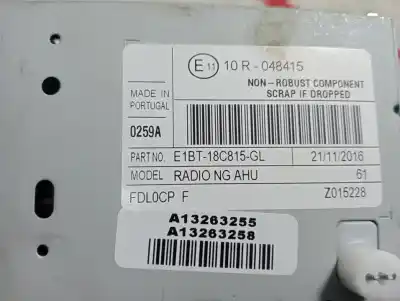 E11 10 R - 048415
NON - ROBUST COMPONENT
SCRAP IF DROPPED
MADE IN
PORTUGAL
0259A
PART NO. E1BT-18C815-GL 21/11/2016
MODEL RADIO NG AHU 61
FDL0CP F Z015228
A13263255
A13263258